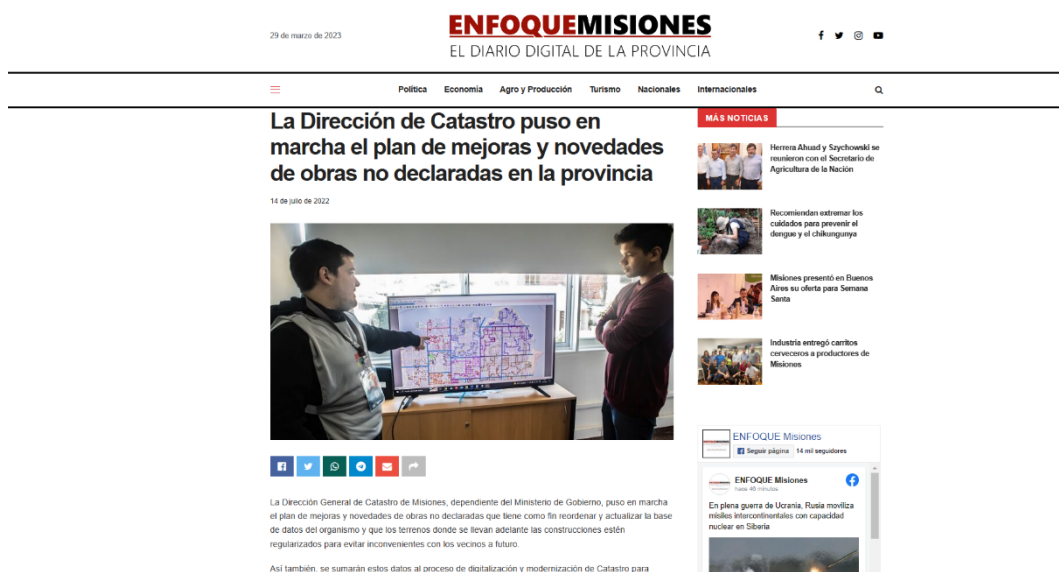 29 de marzo de 2023
ENFOQUEMISIONES
EL DIARIO DIGITAL DE LA PROVINCIA
Política Economía Agro y Producción Turismo Nacionales Internacionales
La Dirección de Catastro puso en
marcha el plan de mejoras y novedades
de obras no declaradas en la provincia
14 de julio de 2022
La Dirección General de Catastro de Misiones, dependiente del Ministerio de Gobierno, puso en marcha
el plan de mejoras y novedades de obras no declaradas que tiene como fin reordenar y actualizar la base
de datos del organismo y que los terrenos donde se llevan adelante las construcciones estén
regularizados para evitar inconvenientes con los vecinos a futuro.
Así también, se sumarán estos datos al proceso de digitalización y modernización de Catastro para
MÁS NOTICIAS
Herrera Ahuad y Szychowski se
reunieron con el Secretario de
Agricultura de la Nación
Recomiendan extremar los
cuidados para prevenir el
dengue y el chikungunya
Misiones presentó en Buenos
Aires su oferta para Semana
Santa
Industria entregó carritos
cerveceros a productores de
Misiones
ENFOQUE Misiones
Seguir página 14 mil seguidores
ENFOQUE Misiones
hace 46 minutos
En plena guerra de Ucrania, Rusia moviliza
misiles intercontinentales con capacidad
nuclear en Siberia